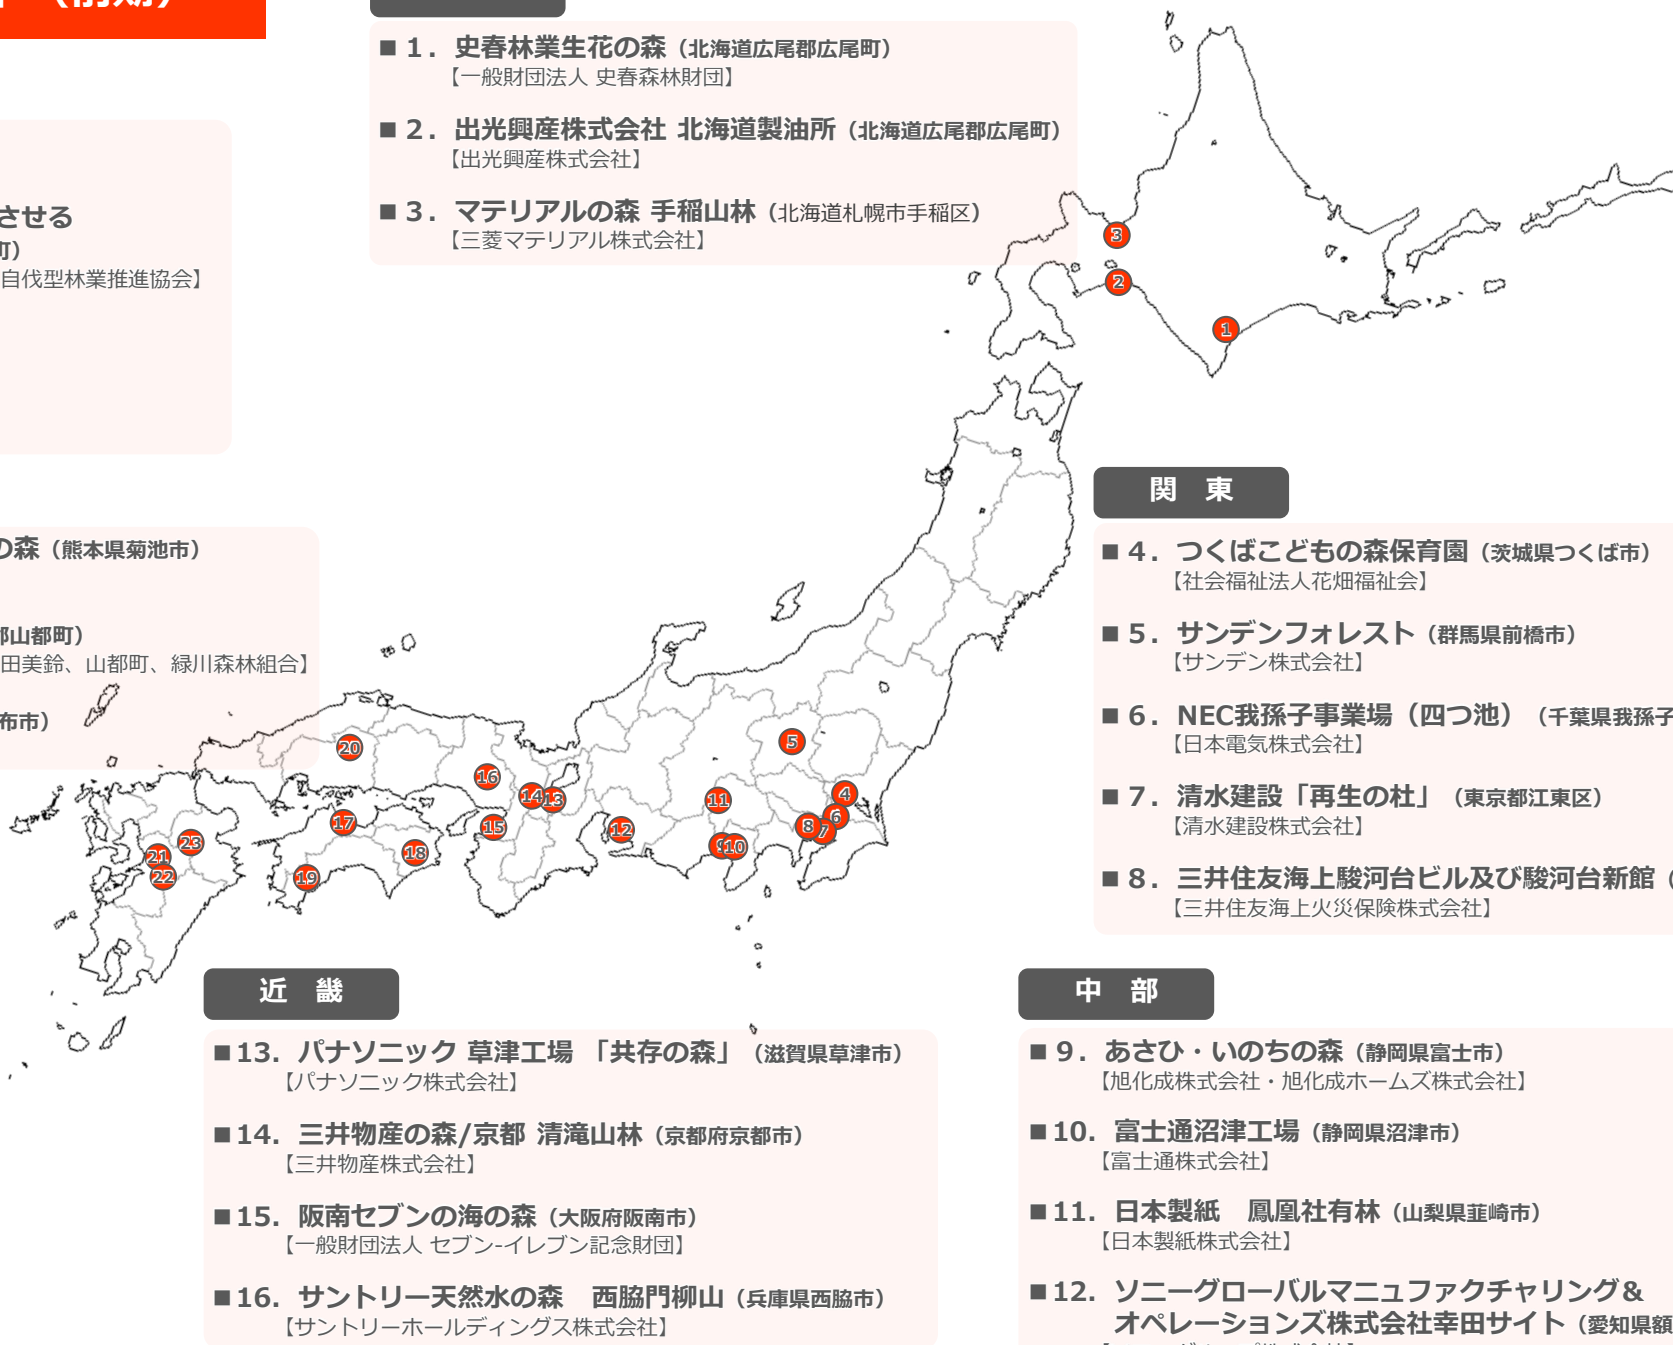 （前期）
■ 1．史春林業生花の森（北海道広尾郡広尾町）
【一般財団法人 史春森林財団】
■ 2．出光興産株式会社 北海道製油所（北海道広尾郡広尾町）
【出光興産株式会社】
■ 3．マテリアルの森 手稲山林（北海道札幌市手稲区）
【三菱マテリアル株式会社】
させる
町）
自伐型林業推進協会】
の森（熊本県菊池市）
郡山都町）
田美鈴、山都町、緑川森林組合】
布市）
関 東
■ 4．つくばこどもの森保育園（茨城県つくば市）
【社会福祉法人花畑福祉会】
■ 5．サンデンフォレスト（群馬県前橋市）
【サンデン株式会社】
■ 6．NEC我孫子事業場（四つ池）（千葉県我孫子
【日本電気株式会社】
■ 7．清水建設「再生の杜」（東京都江東区）
【清水建設株式会社】
■ 8．三井住友海上駿河台ビル及び駿河台新館（
【三井住友海上火災保険株式会社】
3
2
1
20
5
16
14
13
11
4
6
8
7
17
15
12
9
10
18
19
23
21
22
近 畿
■13．パナソニック 草津工場 「共存の森」（滋賀県草津市）
【パナソニック株式会社】
■14．三井物産の森/京都 清滝山林（京都府京都市）
【三井物産株式会社】
■15．阪南セブンの海の森（大阪府阪南市）
【一般財団法人 セブン-イレブン記念財団】
■16．サントリー天然水の森　西脇門柳山（兵庫県西脇市）
【サントリーホールディングス株式会社】
中 部
■ 9．あさひ・いのちの森（静岡県富士市）
【旭化成株式会社・旭化成ホームズ株式会社】
■10．富士通沼津工場（静岡県沼津市）
【富士通株式会社】
■11．日本製紙　鳳凰社有林（山梨県韮崎市）
【日本製紙株式会社】
■12．ソニーグローバルマニュファクチャリング＆
オペレーションズ株式会社幸田サイト（愛知県額